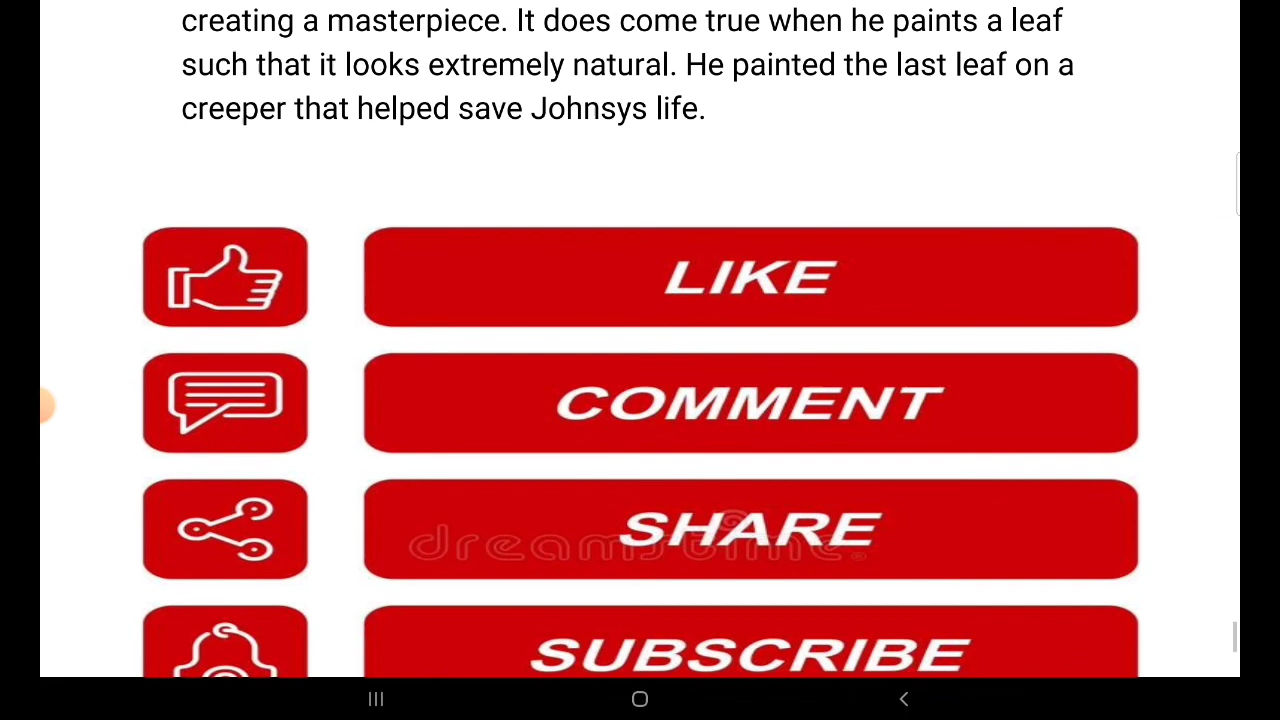 creating a masterpiece. It does come true when he paints a leaf
such that it looks extremely natural. He painted the last leaf on a
creeper that helped save Johnsys life.
LIKE
COMMENT
SHARE
dreamstime.
SUBSCRIBE